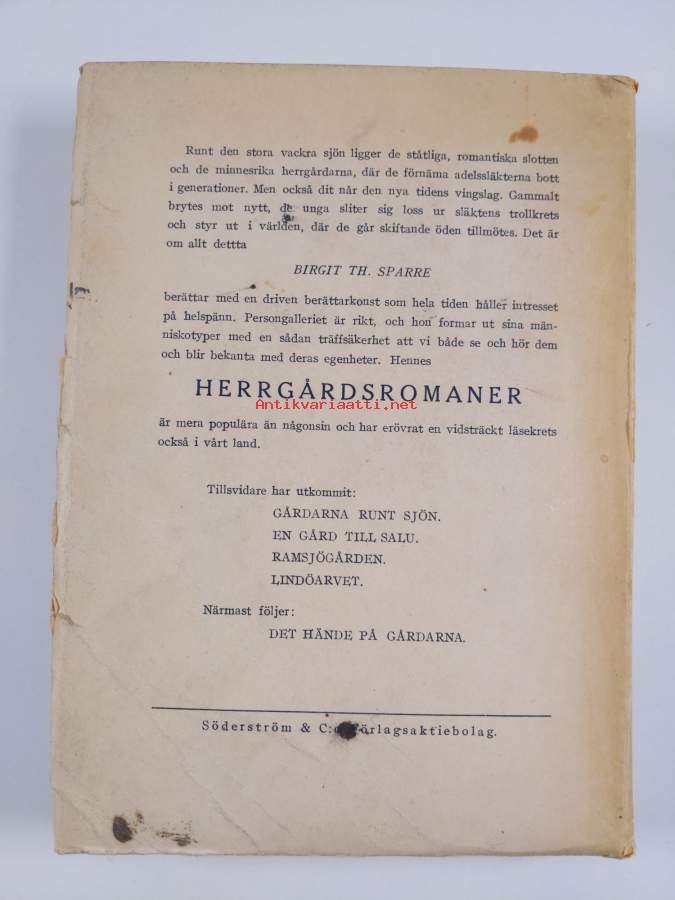 Runt den stora vackra sjön ligger de ståtliga, romantiska slotten
och de minnesrika herrgårdarna, där de förnäma adelssläkterna bott
i generationer. Men också dit når den nya tidens vingslag. Gammalt
brytes mot nytt, de unga sliter sig loss ur släktens trollkrets
och styr ut i världen, där de går skiftande öden tillmötes. Det är
om allt dettta
BIRGIT TH. SPARRE
berättar med en driven berättarkonst som hela tiden håller intresset
på helspänn. Persongalleriet är rikt, och hon formar ut sina män-
niskotyper med en sådan träffsäkerhet att vi både se och hör dem
och blir bekanta med deras egenheter. Hennes
HERRGÅRDSROMANER
Antikvariaatti.net
är mera populära än någonsin och har erövrat en vidsträckt läsekrets
också i vårt land.
Tillsvidare har utkommit:
GÅRDARNA RUNT SJÖN.
EN GÅRD TILL SALU.
RAMSJÖGÅRDEN.
LINDÖARVET.
Närmast följer:
DET HÄNDE PÅ GÅRDARNA.
Söderström & C:o Förlagsaktiebolag.